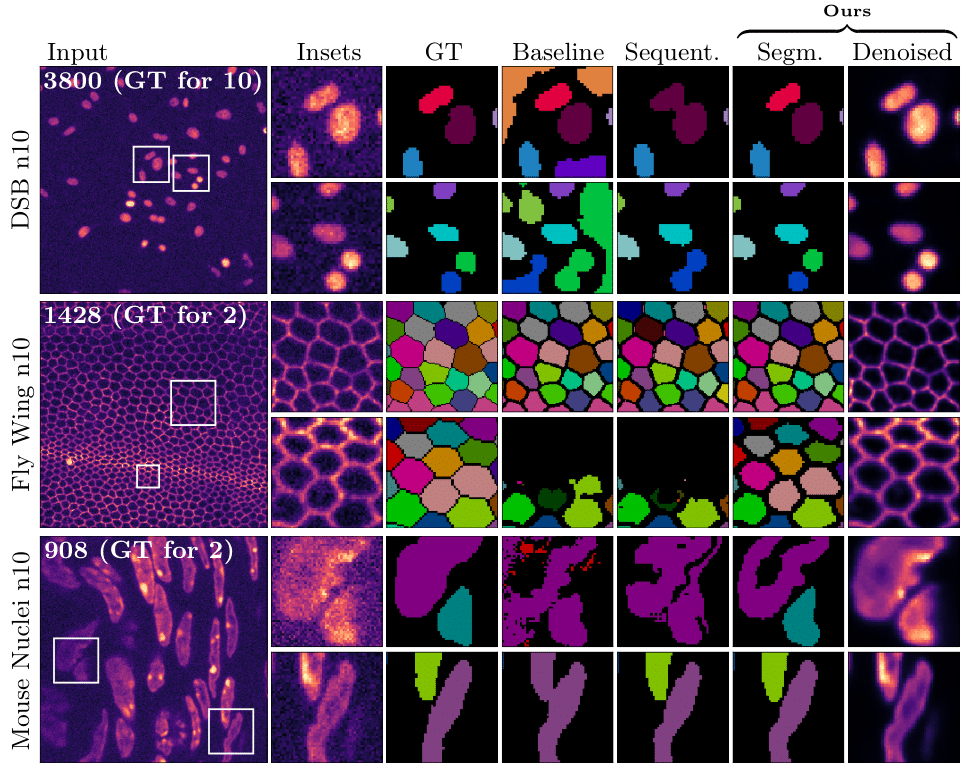 Ours
Input Insets GT Baseline Sequent. Segm. Denoised
DSB n10
3800 (GT for 10)
Fly Wing n10
1428 (GT for 2)
Mouse Nuclei n10
908 (GT for 2)